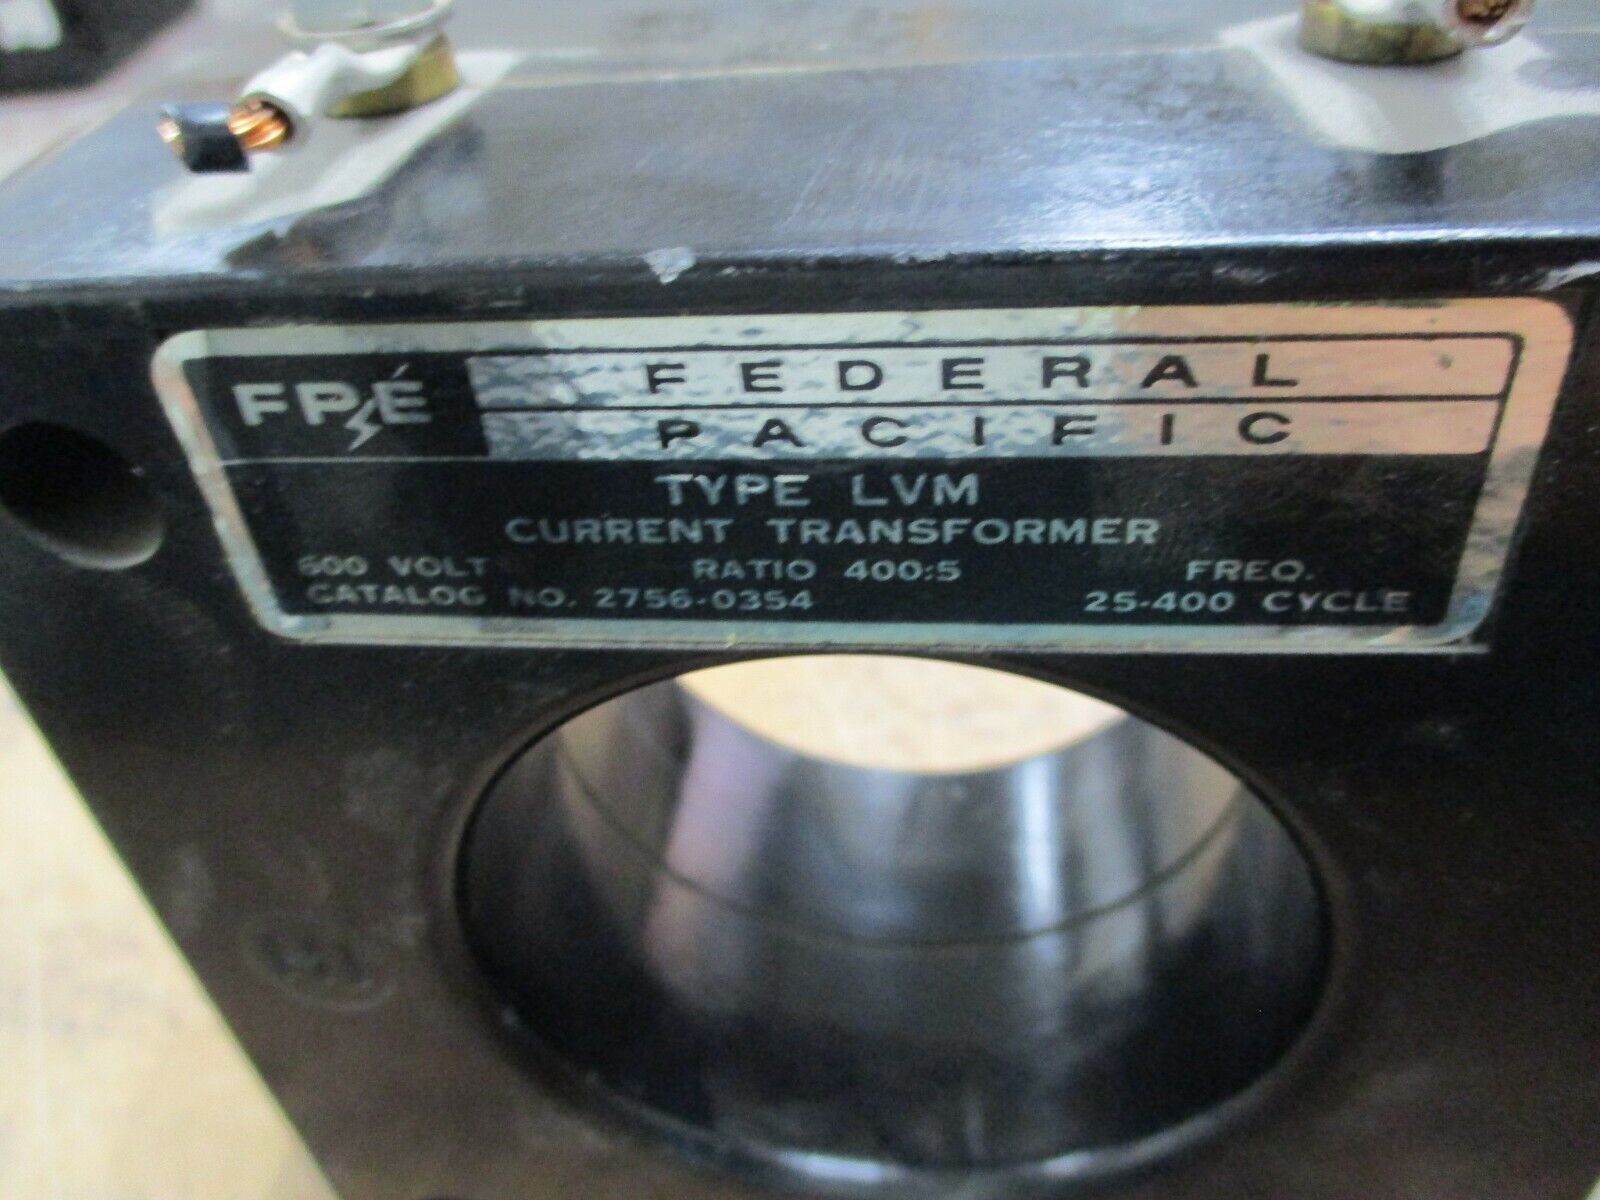 FPE
FEDERAL
PACIFIC
TYPE LVM
CURRENT TRANSFORMER
600 VOLT RATIO 400:5 FREQ.
CATALOG NO. 2756-0354 25-400 CYCLE